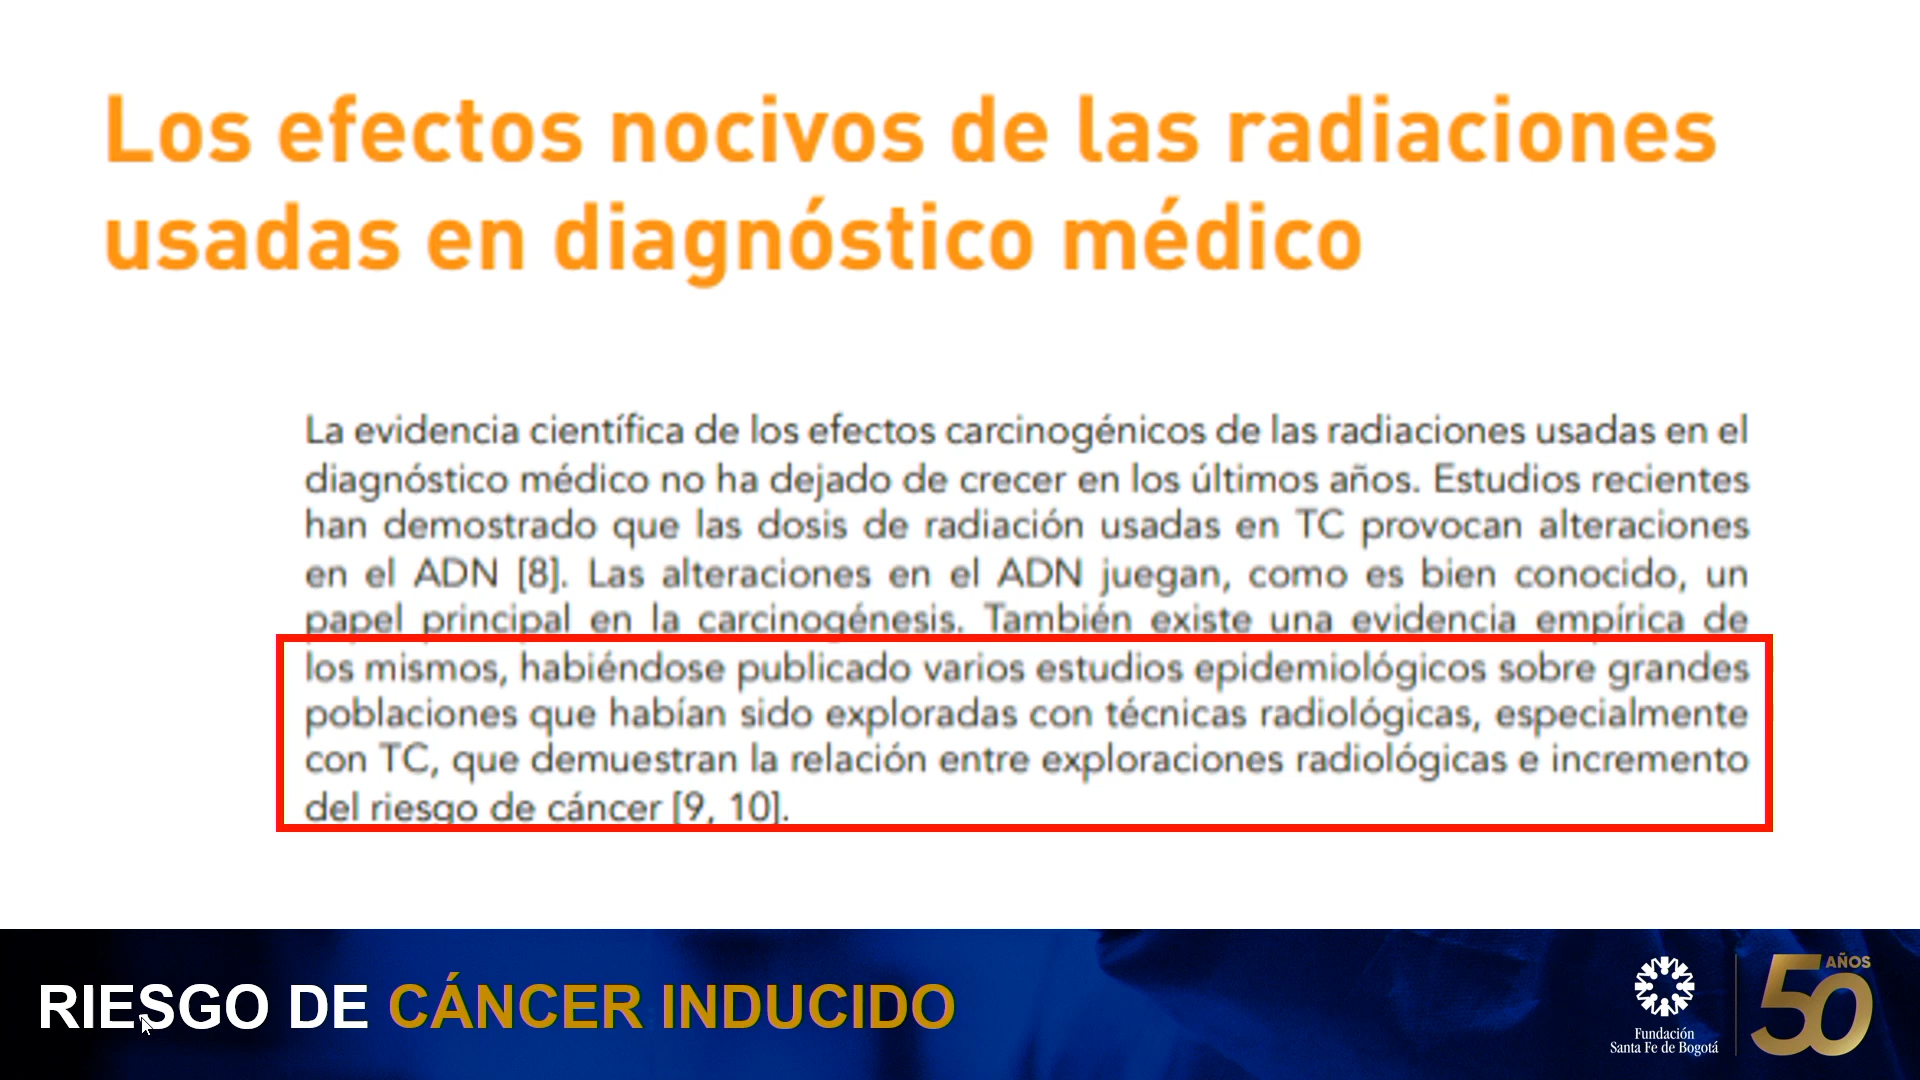 Los efectos nocivos de las radiaciones
usadas en diagnóstico médico
La evidencia científica de los efectos carcinogénicos de las radiaciones usadas en el
diagnóstico médico no ha dejado de crecer en los últimos años. Estudios recientes
han demostrado que las dosis de radiación usadas en TC provocan alteraciones
en el ADN [8]. Las alteraciones en el ADN juegan, como es bien conocido, un
papel principal en la carcinogénesis. También existe una evidencia empírica de
los mismos, habiéndose publicado varios estudios epidemiológicos sobre grandes
poblaciones que habían sido exploradas con técnicas radiológicas, especialmente
con TC, que demuestran la relación entre exploraciones radiológicas e incremento
del riesgo de cáncer [9, 10].
RIESGO DE CÁNCER INDUCIDO
Fundación
Santa Fe de Bogotá
50 AÑOS